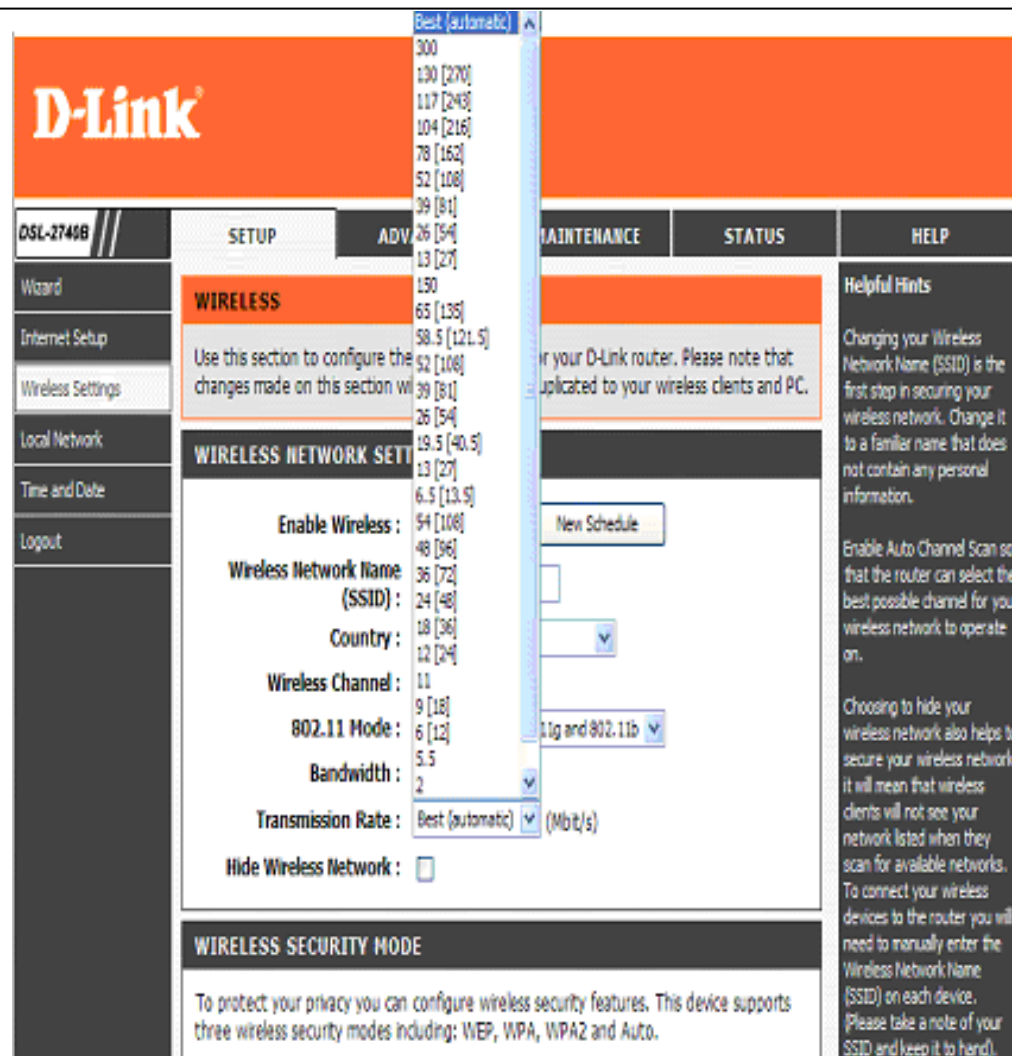 Best (automatic)
300
130 [270]
117 [243]
104 [216]
78 [162]
52 [108]
39 [81]
26 [54]
13 [27]
150
65 [135]
58.5 [121.5]
52 [108]
39 [81]
26 [54]
19.5 [40.5]
13 [27]
6.5 [13.5]
54 [108]
48 [96]
36 [72]
24 [48]
18 [36]
12 [24]
11
9 [18]
6 [12]
5.5
2
D-Link
DSL-2740B
SETUP
ADV
MAINTENANCE
STATUS
HELP
Wizard
Internet Setup
Wireless Settings
Local Network
Time and Date
Logout
WIRELESS
Use this section to configure the r your D-Link router. Please note that
changes made on this section wi uplicated to your wireless clients and PC.
WIRELESS NETWORK SETT
Enable Wireless :
New Schedule
Wireless Network Name
(SSID) :
Country :
Wireless Channel :
802.11 Mode :
11g and 802.11b
Bandwidth :
Transmission Rate : Best (automatic) (Mbit/s)
Hide Wireless Network :
WIRELESS SECURITY MODE
To protect your privacy you can configure wireless security features. This device supports
three wireless security modes including: WEP, WPA, WPA2 and Auto.
Helpful Hints
Changing your Wireless
Network Name (SSID) is the
first step in securing your
wireless network. Change it
to a familiar name that does
not contain any personal
information.
Enable Auto Channel Scan so
that the router can select the
best possible channel for you
wireless network to operate
on.
Choosing to hide your
wireless network also helps to
secure your wireless network
it will mean that wireless
clients will not see your
network listed when they
scan for available networks.
To connect your wireless
devices to the router you will
need to manually enter the
Wireless Network Name
(SSID) on each device.
(Please take a note of your
SSID and keep it to hand).